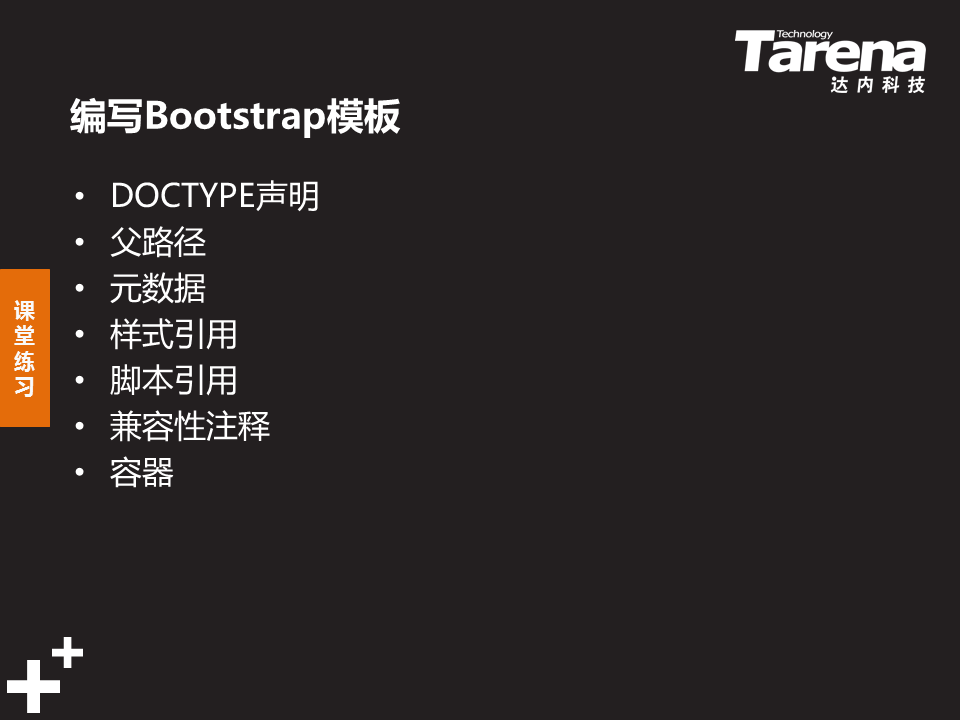 Technology
Tarena
达内科技
编写Bootstrap模板
• DOCTYPE声明
• 父路径
• 元数据
• 样式引用
• 脚本引用
• 兼容性注释
• 容器
课
堂
练
习